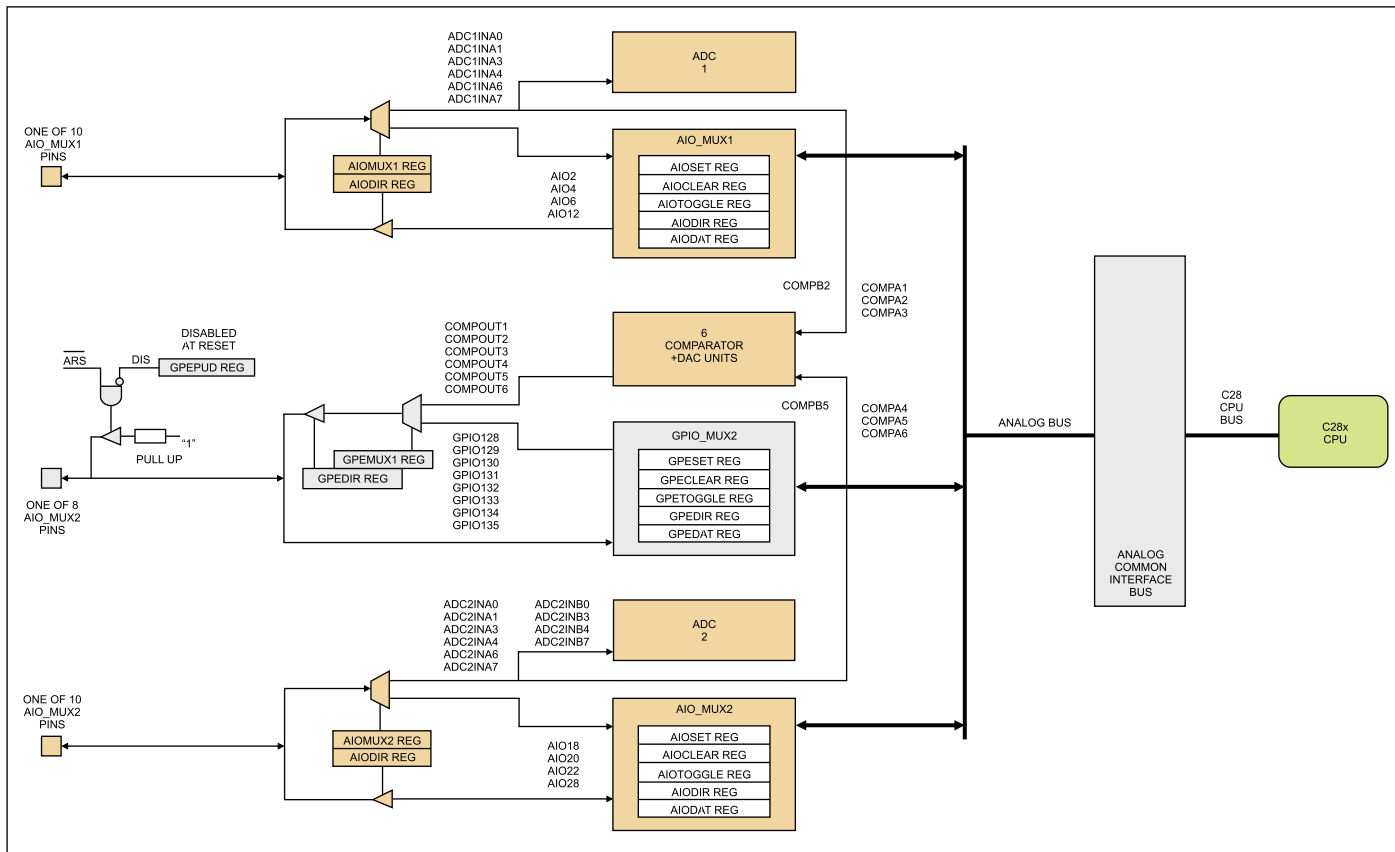 ADC1INA0
ADC1INA1
ADC1INA3
ADC1INA4
ADC1INA6
ADC1INA7
ADC
1
ONE OF 10
AIO_MUX1
PINS
AIOMUX1 REG
AIODIR REG
AIO2
AIO4
AIO6
AIO12
AIO_MUX1
AIOSET REG
AIOCLEAR REG
AIOTOGGLE REG
AIODIR REG
AIODAT REG
COMPB2
COMPA1
COMPA2
COMPA3
DISABLED
AT RESET
ARS
DIS
GPEPUD REG
"1"
PULL UP
ONE OF 8
AIO_MUX2
PINS
COMPOUT1
COMPOUT2
COMPOUT3
COMPOUT4
COMPOUT5
COMPOUT6
6
COMPARATOR
+DAC UNITS
COMPB5
COMPA4
COMPA5
COMPA6
GPEMUX1 REG
GPEDIR REG
GPIO128
GPIO129
GPIO130
GPIO131
GPIO132
GPIO133
GPIO134
GPIO135
GPIO_MUX2
GPESET REG
GPECLEAR REG
GPETOGGLE REG
GPEDIR REG
GPEDAT REG
ANALOG BUS
ANALOG
COMMON
INTERFACE
BUS
C28
CPU
BUS
C28x
CPU
ADC2INA0
ADC2INA1
ADC2INA3
ADC2INA4
ADC2INA6
ADC2INA7
ADC2INB0
ADC2INB3
ADC2INB4
ADC2INB7
ADC
2
ONE OF 10
AIO_MUX2
PINS
AIOMUX2 REG
AIODIR REG
AIO18
AIO20
AIO22
AIO28
AIO_MUX2
AIOSET REG
AIOCLEAR REG
AIOTOGGLE REG
AIODIR REG
AIODAT REG